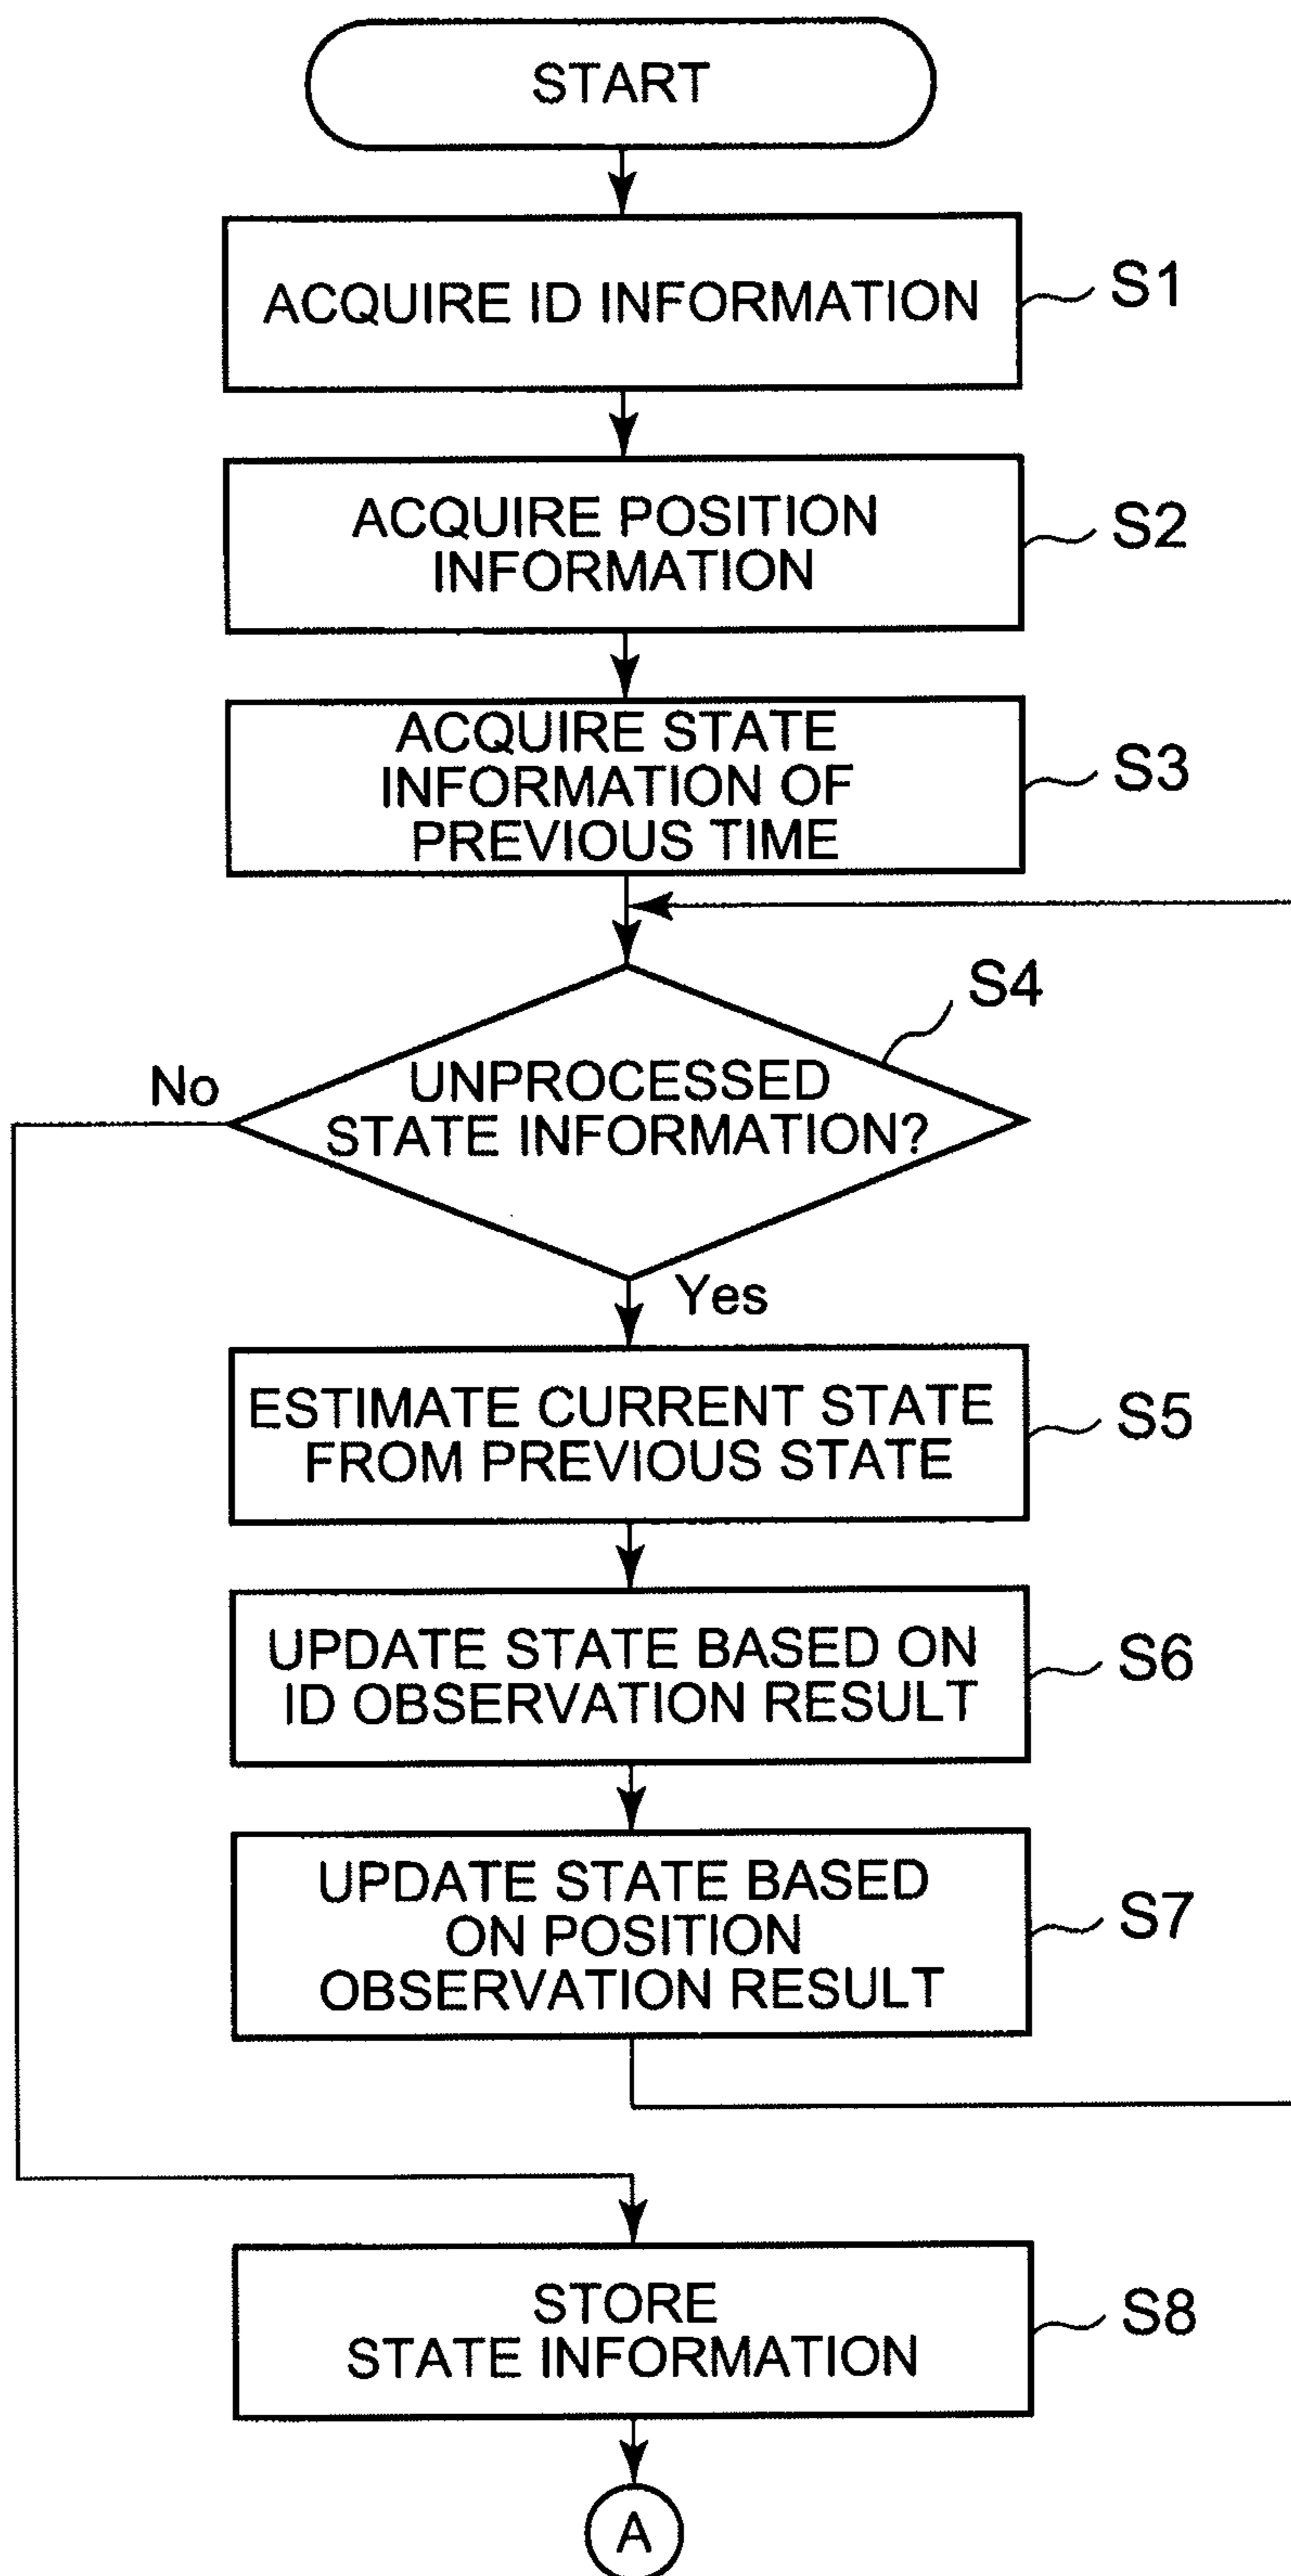 START
ACQUIRE ID INFORMATION
S1
ACQUIRE POSITION
INFORMATION
S2
ACQUIRE STATE
INFORMATION OF
PREVIOUS TIME
S3
S4
No
UNPROCESSED
STATE INFORMATION?
Yes
ESTIMATE CURRENT STATE
FROM PREVIOUS STATE
S5
UPDATE STATE BASED ON
ID OBSERVATION RESULT
S6
UPDATE STATE BASED
ON POSITION
OBSERVATION RESULT
S7
STORE
STATE INFORMATION
S8
A